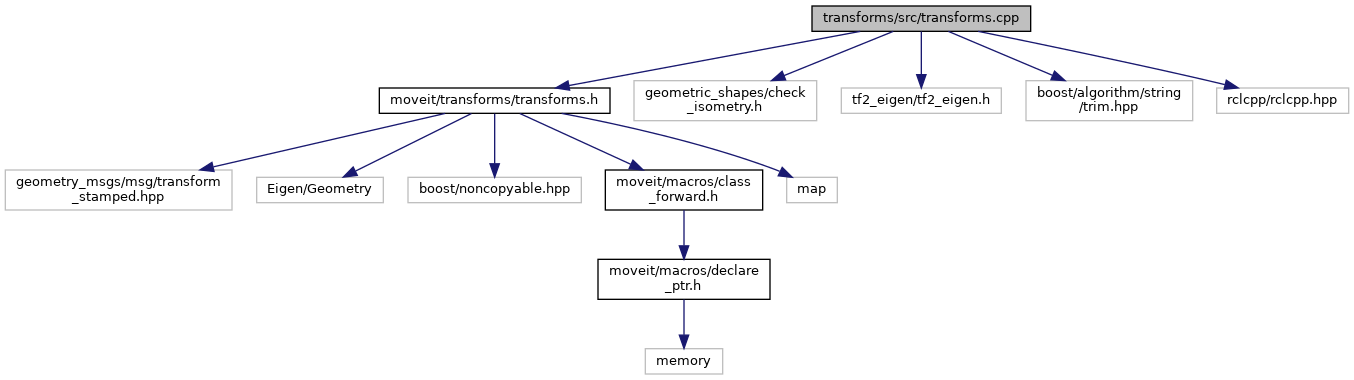 transforms/src/transforms.cpp
moveit/transforms/transforms.h
geometric_shapes/check
_isometry.h
tf2_eigen/tf2_eigen.h
boost/algorithm/string
/trim.hpp
rclcpp/rclcpp.hpp
geometry_msgs/msg/transform
_stamped.hpp
Eigen/Geometry
boost/noncopyable.hpp
moveit/macros/class
_forward.h
map
moveit/macros/declare
_ptr.h
memory